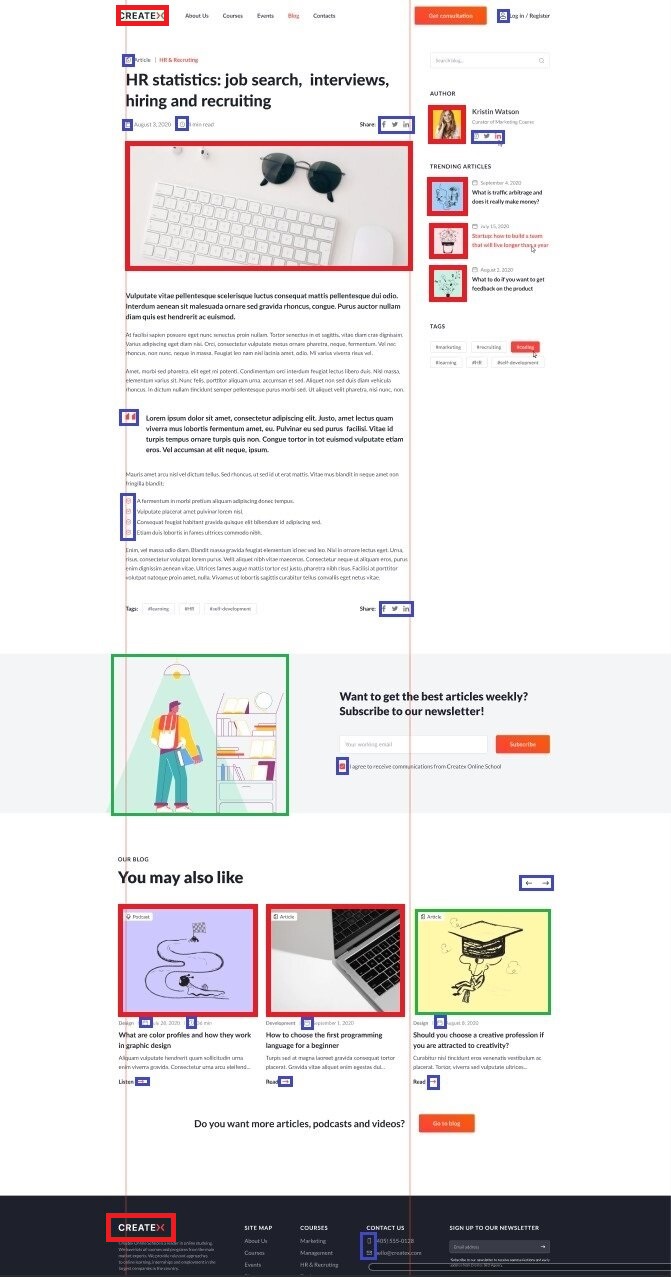 CREATEX
About Us
Courses
Events
Blog
Contacts
Get consultation
Log in / Register
Article | HR & Recruting
HR statistics: job search, interviews,
hiring and recruiting
August 3, 2020
4 min read
Share:
Vulputate vitae pellentesque scelerisque luctus consequat mattis pellentesque dui odio.
Interdum aenean sit malesuada ornare sed gravida rhoncus, congue. Purus auctor nullam
diam quis est hendrerit ac euismod.
At facilisi sapien posuere eget nunc senectus proin nullam. Tortor senectus in et sagittis, vitae diam cras dignissim.
Varius adipiscing eget diam nisi. Orci, consectetur vulputate metus ornare pharetra, neque, fermentum. Vel nec
rhoncus, non nunc, neque in massa. Feugiat leo nam nisl lacinia amet, odio. Mi varius viverra risus vel.
Amet, morbi sed pharetra, elit eget mi potenti. Condimentum orci interdum feugiat lectus libero duis. Nisl massa,
elementum varius sit. Nunc felis, porttitor aliquam urna, accumsan et sed. Aliquet non sed duis diam vehicula
rhoncus. In dictum nullam tincidunt semper pellentesque purus morbi sed. Ut aliquet velit pharetra mi, nunc, non.
Lorem ipsum dolor sit amet, consectetur adipiscing elit. Justo, amet lectus quam
viverra mus lobortis fermentum amet, eu. Pulvinar eu sed purus facilisi. Vitae id
turpis tempus ornare turpis quis non. Congue tortor in tot euismod vulputate etiam
eros. Vel accumsan at elit neque, ipsum.
Mauris amet arcu nisl vel dictum tellus. Sed rhoncus, ut sed id ut erat mattis. Vitae mus blandit in neque amet non
fringilla blandit:
A fermentum in morbi pretium aliquam adipiscing donec tempus.
Vulputate placerat amet pulvinar lorem nisl.
Consequat feugiat habitant gravida quisque elit bibendum id adipiscing sed.
Etiam duis lobortis in fames ultrices commodo nibh.
Enim, vel massa odio diam. Blandit massa gravida feugiat elementum id nec sed leo. Nisi in ornare lectus eget. Urna,
risus, consectetur volutpat lorem purus. Velit aliquet nibh vitae maecenas. Consectetur neque ut aliquam eros, purus
enim dignissim aenean vitae. Ultrices fames augue mattis tortor est justo, pharetra nibh risus. Facilisi at porttitor
volutpat natoque proin amet, nulla. Vivamus ut lobortis sagittis curabitur tellus convallis eget netus vitae.
Tags:
#learning
#HR
#self-development
Share:
Search blog...
AUTHOR
Kristin Watson
Curator of Marketing Course
TRENDING ARTICLES
September 4, 2020
What is traffic arbitrage and
does it really make money?
July 15, 2020
Startup: how to build a team
that will live longer than a year
August 2, 2020
What to do if you want to get
feedback on the product
TAGS
#marketing
#recruiting
#coding
#learning
#HR
#self-development
Want to get the best articles weekly?
Subscribe to our newsletter!
Your working email
Subscribe
I agree to receive communications from Createx Online School
OUR BLOG
You may also like
Podcast
Design
What are color profiles and how they work
in graphic design
Aliquam vulputate hendrerit quam sollicitudin urna
enim viverra gravida. Consectetur urna arcu eleifend...
Listen
Article
Development
September 1, 2020
How to choose the first programming
language for a beginner
Turpis sed at magna laoreet gravida consequat tortor
placerat. Gravida vitae aliquet enim egestas dui...
Read
Article
Design
August 8, 2020
Should you choose a creative profession if
you are attracted to creativity?
Curabitur nisl tincidunt eros venenatis vestibulum ac
placerat. Tortor, viverra sed vulputate ultrices...
Read
Do you want more articles, podcasts and videos?
Go to blog
CREATEX
SITE MAP
About Us
Courses
Events
COURSES
Marketing
Management
HR & Recruting
CONTACT US
(405) 555-0128
hello@createx.com
SIGN UP TO OUR NEWSLETTER
Email address